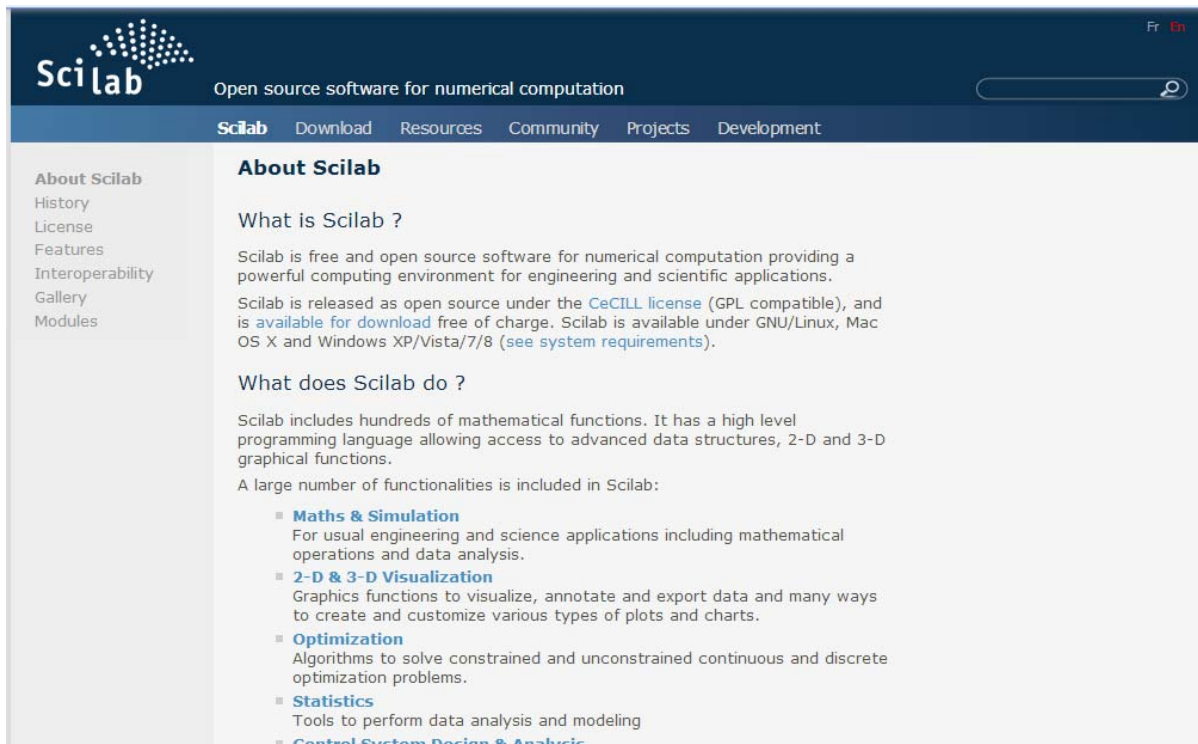 Fr En
Scilab
Open source software for numerical computation
Scilab Download Resources Community Projects Development
About Scilab
History
License
Features
Interoperability
Gallery
Modules
About Scilab
What is Scilab ?
Scilab is free and open source software for numerical computation providing a
powerful computing environment for engineering and scientific applications.
Scilab is released as open source under the CeCILL license (GPL compatible), and
is available for download free of charge. Scilab is available under GNU/Linux, Mac
OS X and Windows XP/Vista/7/8 (see system requirements).
What does Scilab do ?
Scilab includes hundreds of mathematical functions. It has a high level
programming language allowing access to advanced data structures, 2-D and 3-D
graphical functions.
A large number of functionalities is included in Scilab:
Maths & Simulation
For usual engineering and science applications including mathematical
operations and data analysis.
2-D & 3-D Visualization
Graphics functions to visualize, annotate and export data and many ways
to create and customize various types of plots and charts.
Optimization
Algorithms to solve constrained and unconstrained continuous and discrete
optimization problems.
Statistics
Tools to perform data analysis and modeling
Control System Design & Analysis